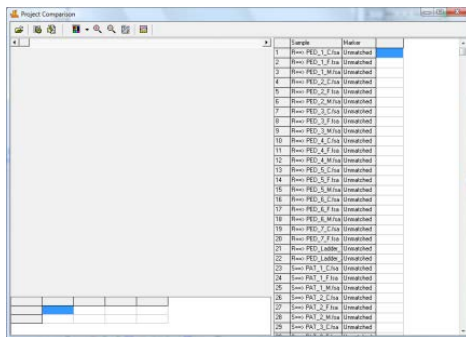 Project Comparison
Sample Marker
1 R==> PED_1_C.fsa Unmatched
2 R==> PED_1_F.fsa Unmatched
3 R==> PED_1_M.fsa Unmatched
4 R==> PED_2_C.fsa Unmatched
5 R==> PED_2_F.fsa Unmatched
6 R==> PED_2_M.fsa Unmatched
7 R==> PED_3_C.fsa Unmatched
8 R==> PED_3_F.fsa Unmatched
9 R==> PED_3_M.fsa Unmatched
10 R==> PED_4_C.fsa Unmatched
11 R==> PED_4_F.fsa Unmatched
12 R==> PED_4_M.fsa Unmatched
13 R==> PED_5_C.fsa Unmatched
14 R==> PED_5_F.fsa Unmatched
15 R==> PED_5_M.fsa Unmatched
16 R==> PED_6_C.fsa Unmatched
17 R==> PED_6_F.fsa Unmatched
18 R==> PED_6_M.fsa Unmatched
19 R==> PED_7_C.fsa Unmatched
20 R==> PED_7_F.fsa Unmatched
21 R==> PED_Ladder_ Unmatched
22 R==> PED_Ladder_ Unmatched
23 S==> PAT_1_C.fsa Unmatched
24 S==> PAT_1_F.fsa Unmatched
25 S==> PAT_1_M.fsa Unmatched
26 S==> PAT_2_C.fsa Unmatched
27 S==> PAT_2_F.fsa Unmatched
28 S==> PAT_2_M.fsa Unmatched
29 S==> PAT_3_C.fsa Unmatched